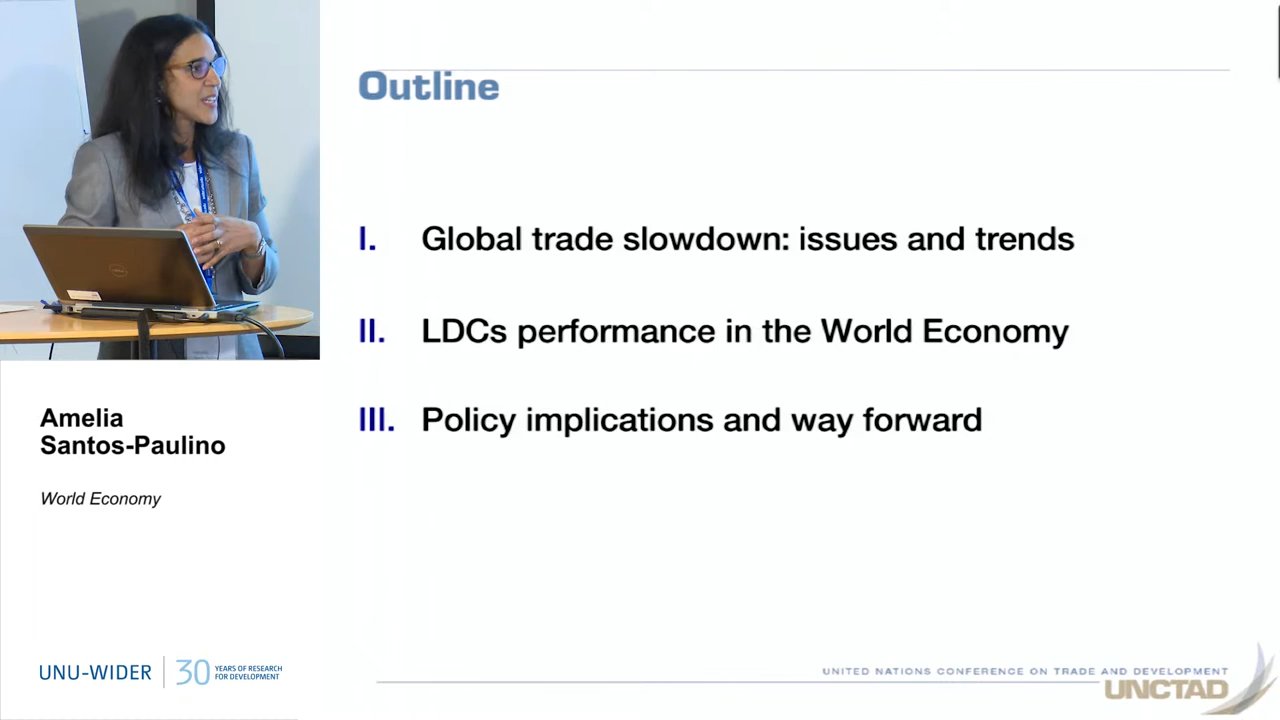 Outline
I. Global trade slowdown: issues and trends
II. LDCs performance in the World Economy
III. Policy implications and way forward
Amelia
Santos-Paulino
World Economy
UNU-WIDER
30 YEARS OF RESEARCH
FOR DEVELOPMENT
UNITED NATIONS CONFERENCE ON TRADE AND DEVELOPMENT
UNCTAD